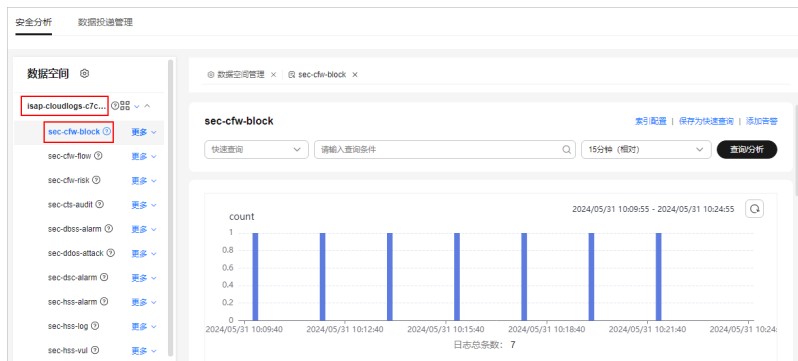 安全分析 数据投递管理
数据空间
isap-cloudlogs-c7c...
sec-cfw-block 更多
sec-cfw-flow 更多
sec-cfw-risk 更多
sec-cts-audit 更多
sec-dbss-alarm 更多
sec-ddos-attack 更多
sec-dsc-alarm 更多
sec-hss-alarm 更多
sec-hss-log 更多
sec-hss-vul 更多
数据空间管理 × sec-cfw-block ×
sec-cfw-block 索引配置 | 保存为快速查询 | 添加告警
快速查询 请输入查询条件 15分钟（相对） 查询/分析
2024/05/31 10:09:55 - 2024/05/31 10:24:55
count
1
0.8
0.6
0.4
0.2
0
2024/05/31 10:09:40 2024/05/31 10:12:40 2024/05/31 10:15:40 2024/05/31 10:18:40 2024/05/31 10:21:40 2024/05/31 10:24:
日志总条数： 7